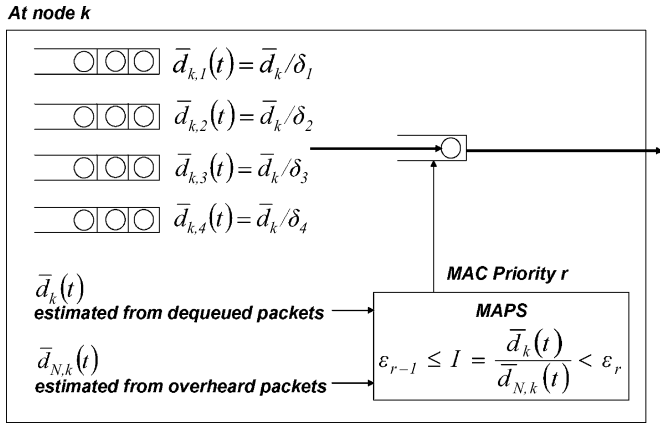 At node k
d̄k,1(t) = d̄k/δ1
d̄k,2(t) = d̄k/δ2
d̄k,3(t) = d̄k/δ3
d̄k,4(t) = d̄k/δ4
MAC Priority r
d̄k(t)
estimated from dequeued packets
d̄N,k(t)
estimated from overheard packets
MAPS
εr−1 ≤ I = d̄k(t) / d̄N,k(t) < εr